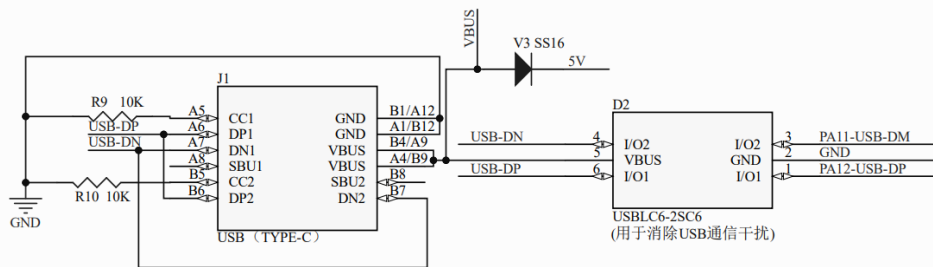 VBUS
V3 SS16
5V
J1
R9 10K
A5
CC1
GND
B1/A12
USB-DP
A6
DP1
GND
A1/B12
USB-DN
A7
DN1
VBUS
B4/A9
A8
SBU1
VBUS
A4/B9
B5
CC2
SBU2
B8
R10 10K
B6
DP2
DN2
B7
GND
USB（TYPE-C）
D2
USB-DN
4
I/O2
I/O2
3
PA11-USB-DM
5
VBUS
GND
2
GND
USB-DP
6
I/O1
I/O1
1
PA12-USB-DP
USBLC6-2SC6
(用于消除USB通信干扰)